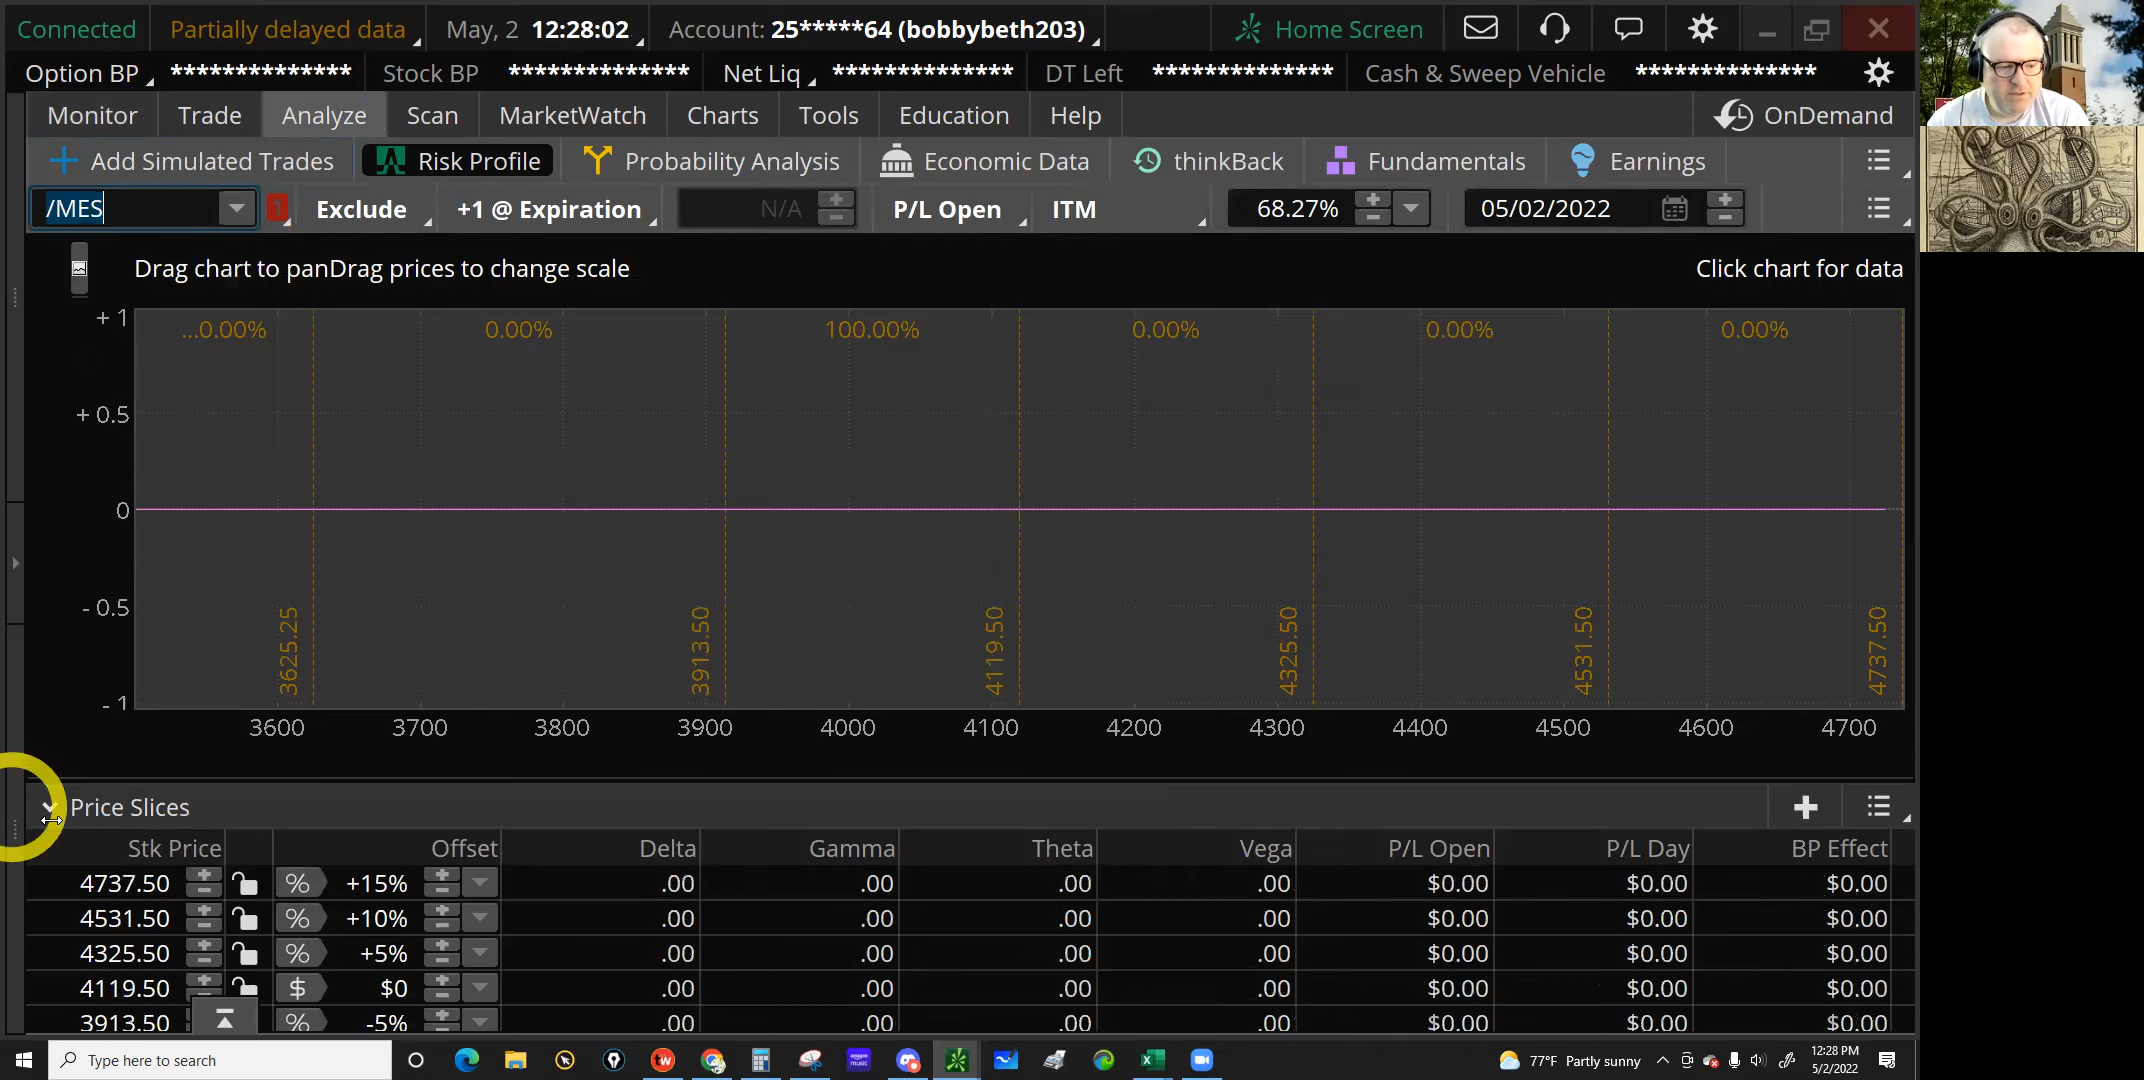 Connected Partially delayed data May, 2 12:28:02 Account: 25*****64 (bobbybeth203) Home Screen
Option BP ************** Stock BP ************** Net Liq ************** DT Left ************** Cash & Sweep Vehicle **************
Monitor Trade Analyze Scan MarketWatch Charts Tools Education Help OnDemand
Add Simulated Trades Risk Profile Probability Analysis Economic Data thinkBack Fundamentals Earnings
/MES 1 Exclude +1 @ Expiration N/A P/L Open ITM 68.27% 05/02/2022
Drag chart to panDrag prices to change scale Click chart for data
+ 1
...0.00% 0.00% 100.00% 0.00% 0.00% 0.00%
+ 0.5
0
- 0.5
3625.25 3913.50 4119.50 4325.50 4531.50 4737.50
- 1
3600 3700 3800 3900 4000 4100 4200 4300 4400 4500 4600 4700
Price Slices
Stk Price Offset Delta Gamma Theta Vega P/L Open P/L Day BP Effect
4737.50 % +15% .00 .00 .00 .00 $0.00 $0.00 $0.00
4531.50 % +10% .00 .00 .00 .00 $0.00 $0.00 $0.00
4325.50 % +5% .00 .00 .00 .00 $0.00 $0.00 $0.00
4119.50 $ $0 .00 .00 .00 .00 $0.00 $0.00 $0.00
3913.50 % -5% .00 .00 .00 .00 $0.00 $0.00 $0.00
Type here to search 77°F Partly sunny 12:28 PM
5/2/2022